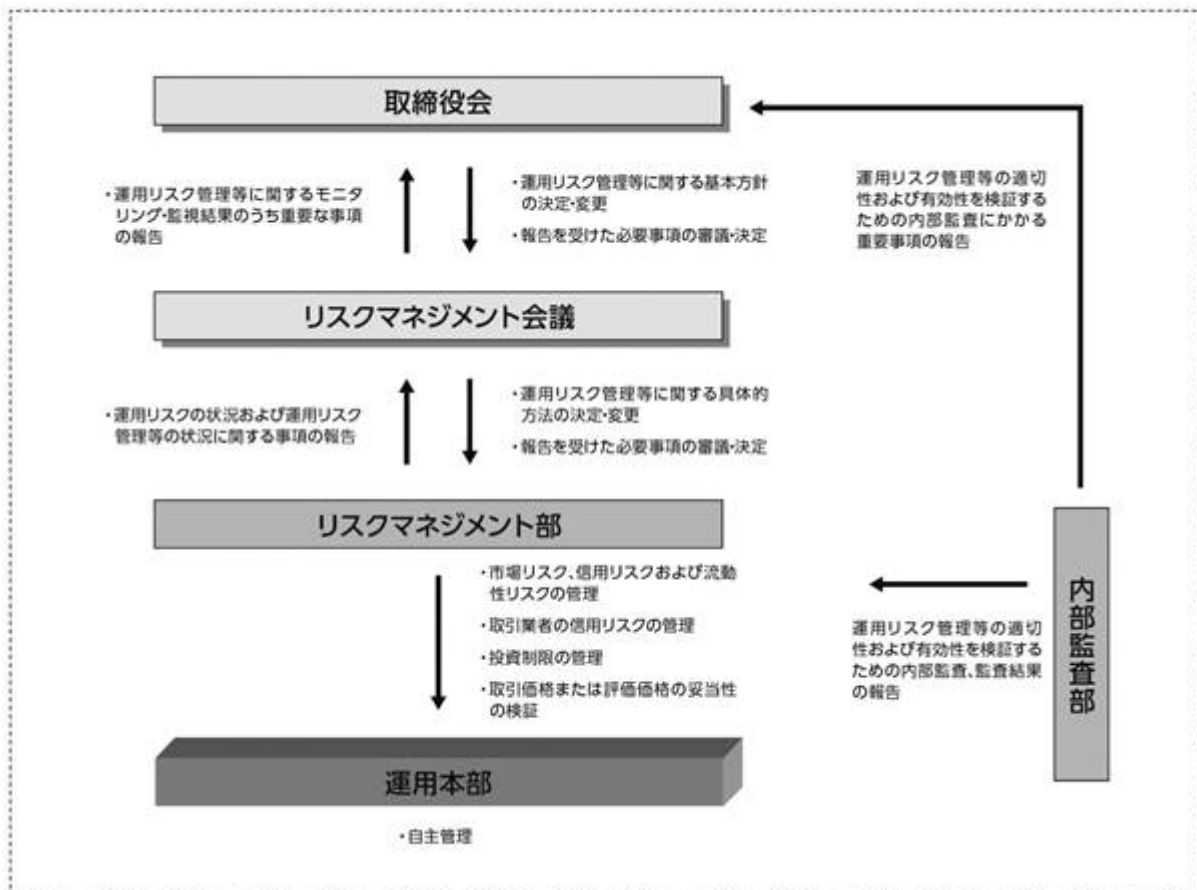 取締役会
・運用リスク管理等に関するモニタ
リング・監視結果のうち重要な事項
の報告
・運用リスク管理等に関する基本方針
の決定・変更
・報告を受けた必要事項の審議・決定
運用リスク管理等の適切
性および有効性を検証す
るための内部監査にかかる
重要事項の報告
リスクマネジメント会議
・運用リスクの状況および運用リスク
管理等の状況に関する事項の報告
・運用リスク管理等に関する具体的
方法の決定・変更
・報告を受けた必要事項の審議・決定
リスクマネジメント部
・市場リスク、信用リスクおよび流動
性リスクの管理
・取引業者の信用リスクの管理
・投資制限の管理
・取引価格または評価価格の妥当性
の検証
運用リスク管理等の適切
性および有効性を検証する
ための内部監査、監査結果
の報告
内部監査部
運用本部
・自主管理